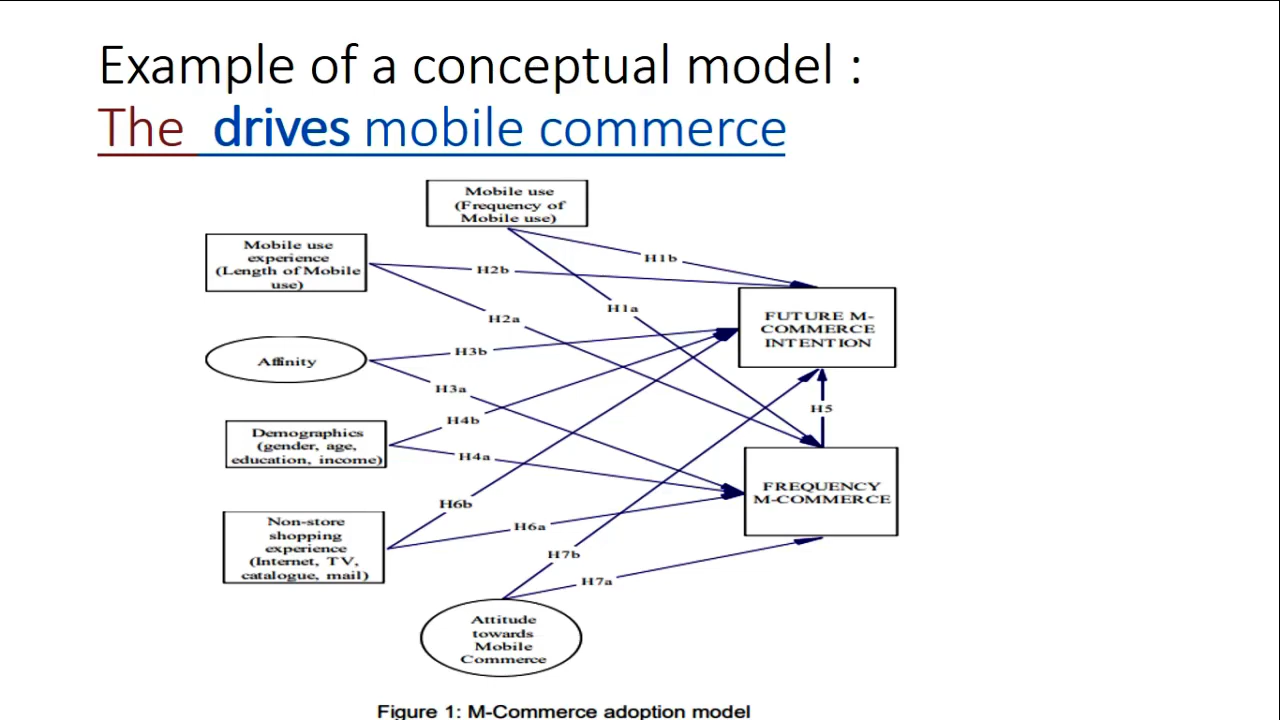 Example of a conceptual model :
The drives mobile commerce
Mobile use
(Frequency of
Mobile use)
Mobile use
experience
(Length of Mobile
use)
H1b
H2b
H1a
H2a
FUTURE M-
COMMERCE
INTENTION
Affinity
H3b
H3a
H5
H4b
Demographics
(gender, age,
education, income)
H4a
FREQUENCY
M-COMMERCE
H6b
Non-store
shopping
experience
(Internet, TV,
catalogue, mail)
H6a
H7b
H7a
Attitude
towards
Mobile
Commerce
Figure 1: M-Commerce adoption model